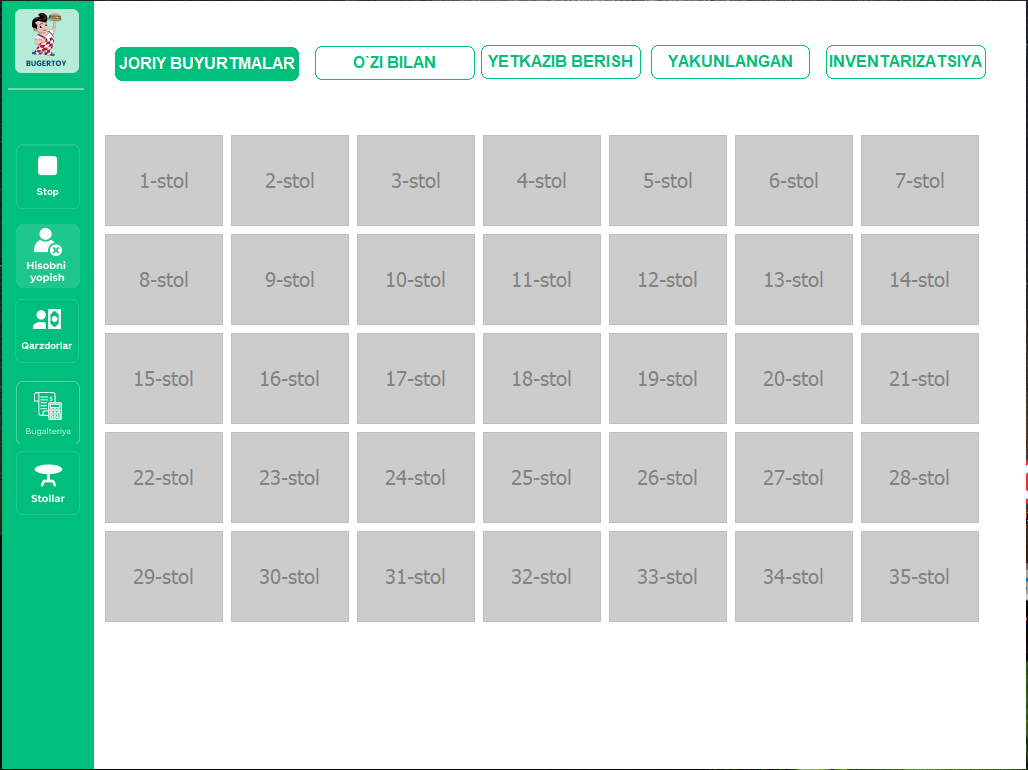 BUGERTOY
JORIY BUYURTMALAR
O`ZI BILAN
YETKAZIB BERISH
YAKUNLANGAN
INVENTARIZATSIYA
Stop
Hisobni
yopish
Qarzdorlar
Bugalteriya
Stollar
1-stol
2-stol
3-stol
4-stol
5-stol
6-stol
7-stol
8-stol
9-stol
10-stol
11-stol
12-stol
13-stol
14-stol
15-stol
16-stol
17-stol
18-stol
19-stol
20-stol
21-stol
22-stol
23-stol
24-stol
25-stol
26-stol
27-stol
28-stol
29-stol
30-stol
31-stol
32-stol
33-stol
34-stol
35-stol